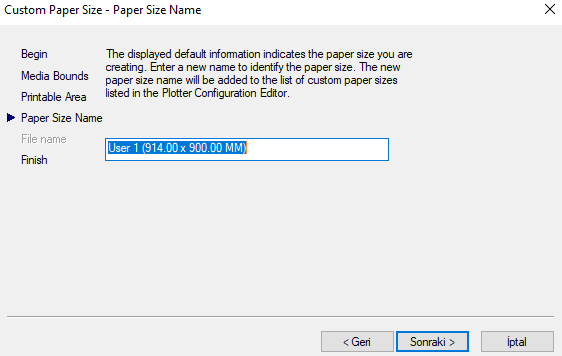 Custom Paper Size - Paper Size Name
Begin
Media Bounds
Printable Area
Paper Size Name
File name
Finish
The displayed default information indicates the paper size you are
creating. Enter a new name to identify the paper size. The new
paper size name will be added to the list of custom paper sizes
listed in the Plotter Configuration Editor.
User 1 (914.00 x 900.00 MM)
< Geri
Sonraki >
İptal